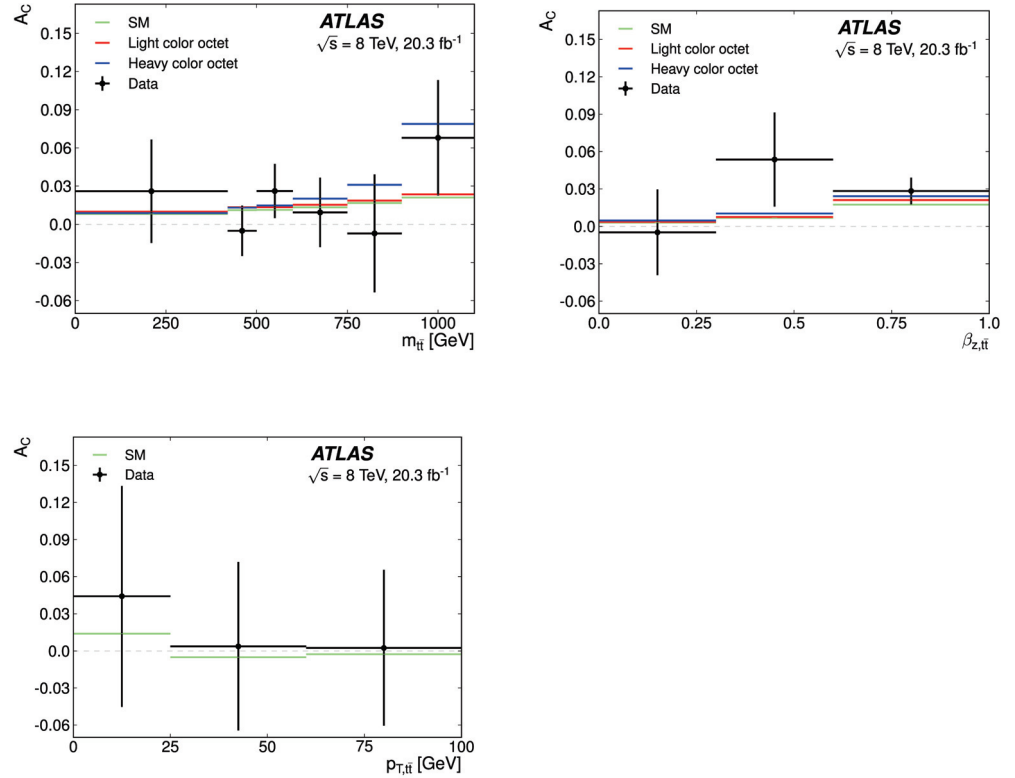 A_C
SM
Light color octet
Heavy color octet
Data
ATLAS
√s = 8 TeV, 20.3 fb⁻¹
0.15
0.12
0.09
0.06
0.03
0.0
-0.03
-0.06
0 250 500 750 1000
m_tt̄ [GeV]
A_C
SM
Light color octet
Heavy color octet
Data
ATLAS
√s = 8 TeV, 20.3 fb⁻¹
0.15
0.12
0.09
0.06
0.03
0.0
-0.03
-0.06
0.0 0.25 0.5 0.75 1.0
β_z,tt̄
A_C
SM
Data
ATLAS
√s = 8 TeV, 20.3 fb⁻¹
0.15
0.12
0.09
0.06
0.03
0.0
-0.03
-0.06
0 25 50 75 100
p_T,tt̄ [GeV]